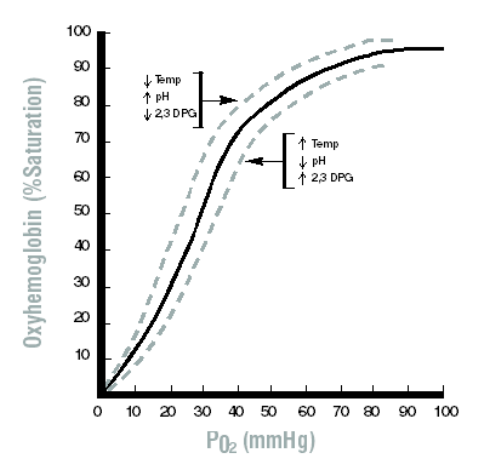 Oxyhemoglobin (%Saturation)
100
90
80
70
60
50
40
30
20
10
↓ Temp
↑ pH
↓ 2,3 DPG
↑ Temp
↓ pH
↑ 2,3 DPG
0 10 20 30 40 50 60 70 80 90 100
PO₂ (mmHg)